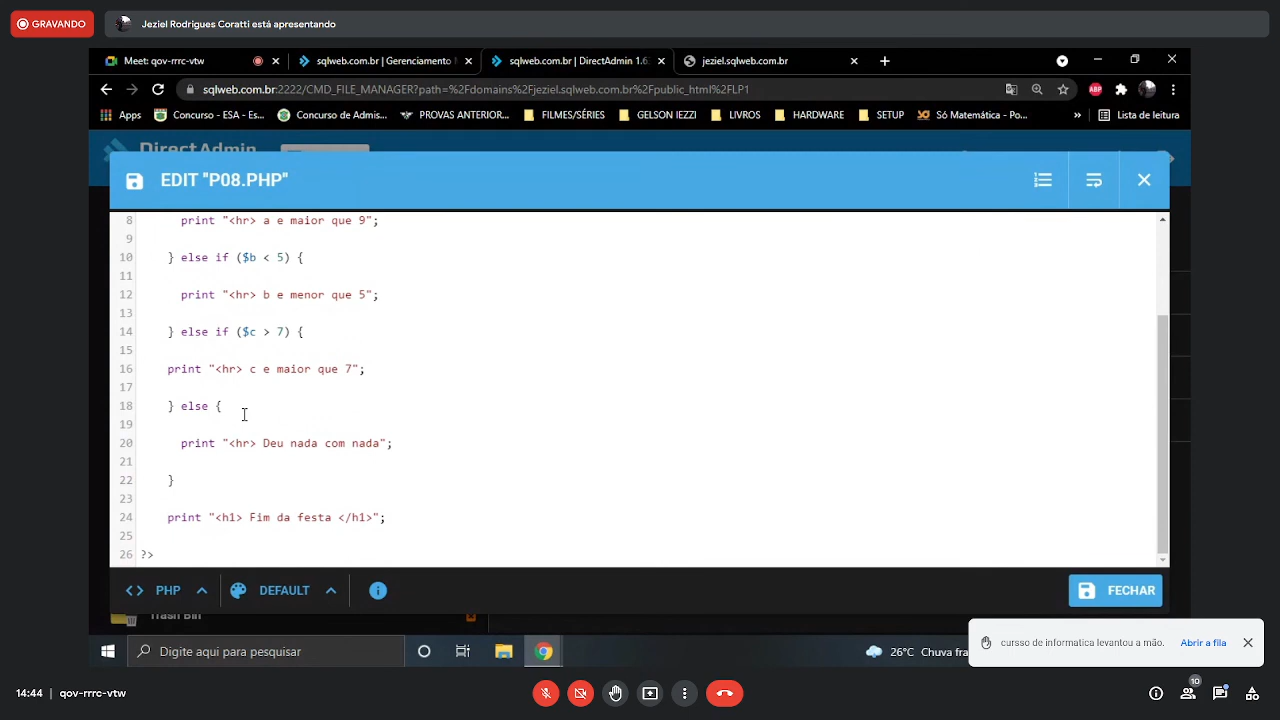 GRAVANDO
Jeziel Rodrigues Coratti está apresentando
Meet: qov-rrrc-vtw
sqlweb.com.br | Gerenciamento
sqlweb.com.br | DirectAdmin 1.6
jeziel.sqlweb.com.br
sqlweb.com.br:2222/CMD_FILE_MANAGER?path=%2Fdomains%2Fjeziel.sqlweb.com.br%2Fpublic_html%2FLP1
ABP
Apps
Concurso - ESA - Es...
Concurso de Admis...
PROVAS ANTERIOR...
FILMES/SÉRIES
GELSON IEZZI
LIVROS
HARDWARE
SETUP
Só Matemática - Po...
»
Lista de leitura
DirectAdmin
EDIT "P08.PHP"
8 print "<hr> a e maior que 9";
9
10 } else if ($b < 5) {
11
12 print "<hr> b e menor que 5";
13
14 } else if ($c > 7) {
15
16 print "<hr> c e maior que 7";
17
18 } else {
19
20 print "<hr> Deu nada com nada";
21
22 }
23
24 print "<h1> Fim da festa </h1>";
25
26 ?>
<> PHP
DEFAULT
FECHAR
Trash Bin
Digite aqui para pesquisar
26°C Chuva fra
cursso de informatica levantou a mão.
Abrir a fila
14:44
qov-rrrc-vtw
10